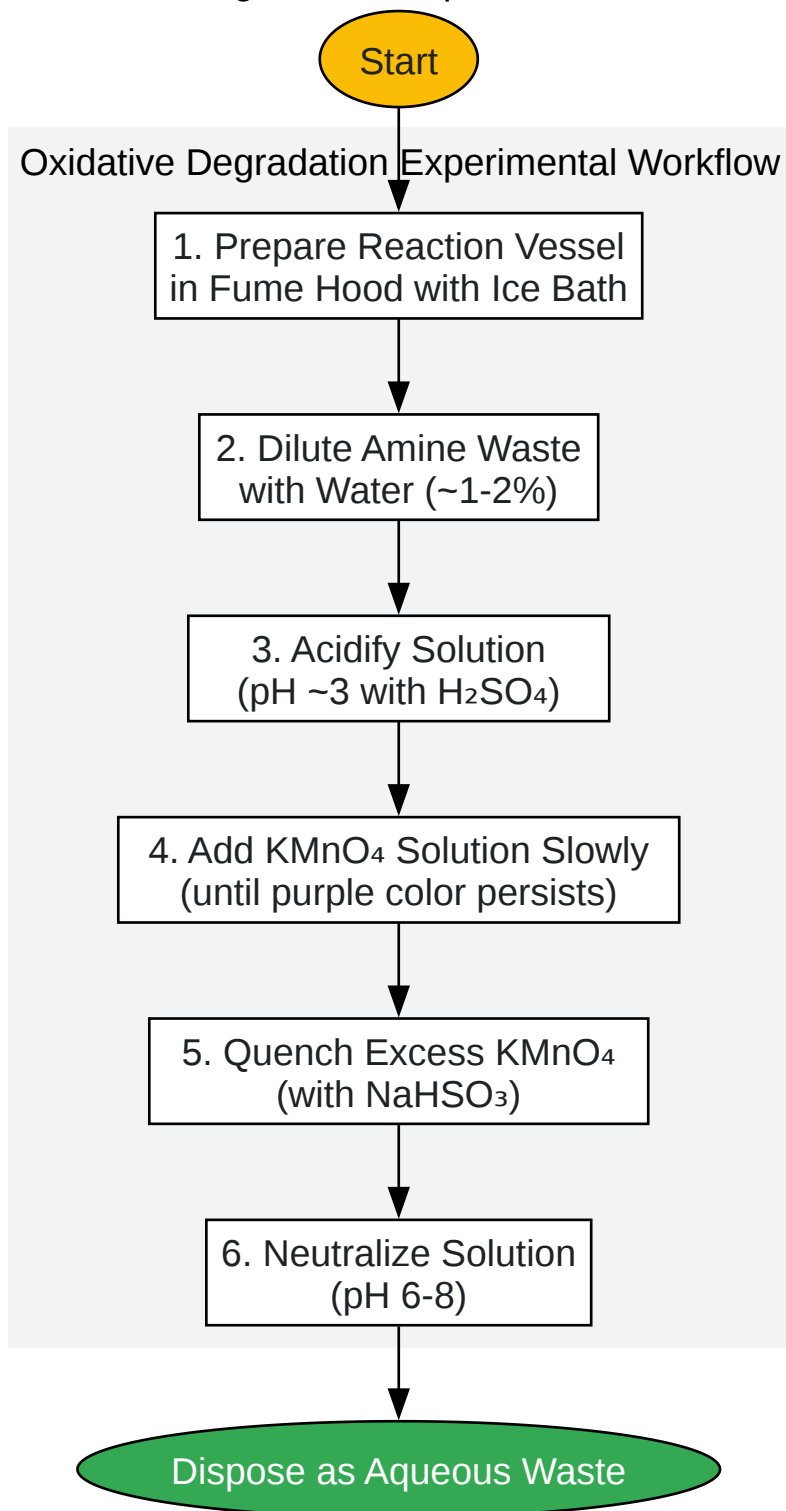 Start
Oxidative Degradation Experimental Workflow
1. Prepare Reaction Vessel
in Fume Hood with Ice Bath
2. Dilute Amine Waste
with Water (~1-2%)
3. Acidify Solution
(pH ~3 with H₂SO₄)
4. Add KMnO₄ Solution Slowly
(until purple color persists)
5. Quench Excess KMnO₄
(with NaHSO₃)
6. Neutralize Solution
(pH 6-8)
Dispose as Aqueous Waste